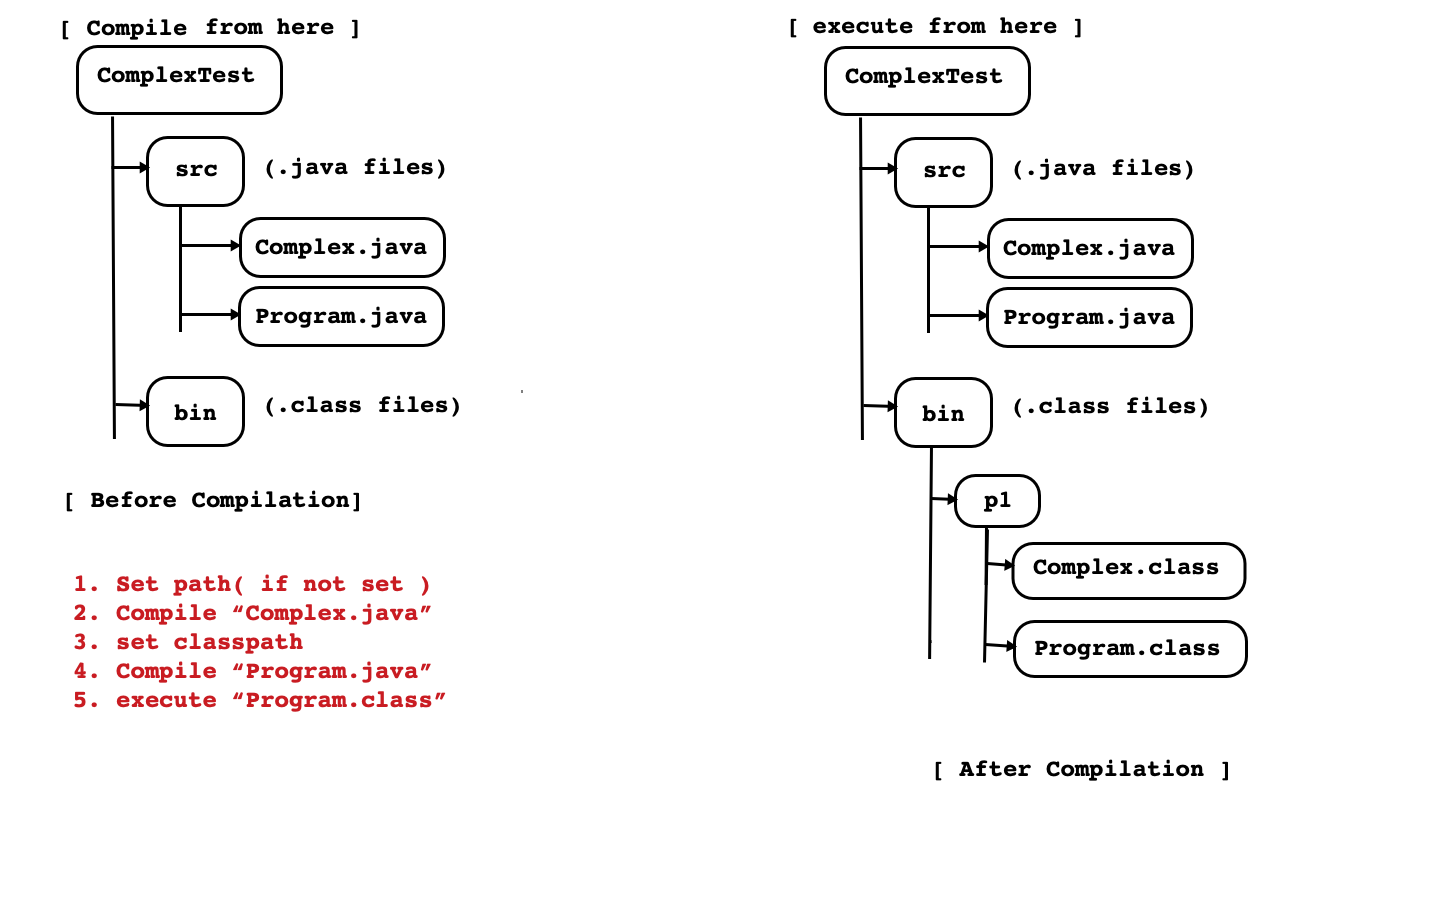 [ Compile from here ]
ComplexTest
src (.java files)
Complex.java
Program.java
bin (.class files)
[ Before Compilation]
1. Set path( if not set )
2. Compile “Complex.java”
3. set classpath
4. Compile “Program.java”
5. execute “Program.class”
[ execute from here ]
ComplexTest
src (.java files)
Complex.java
Program.java
bin (.class files)
p1
Complex.class
Program.class
[ After Compilation ]